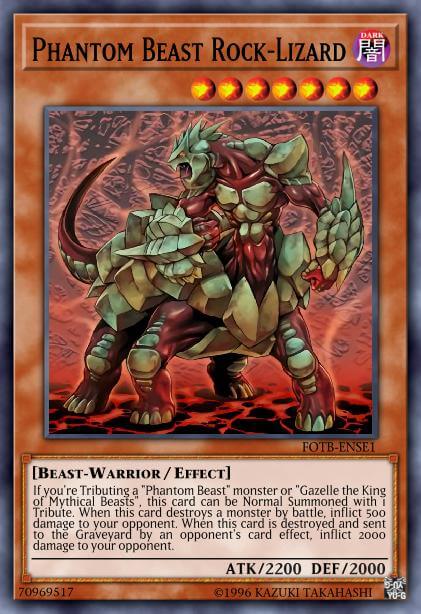 PHANTOM BEAST ROCK-LIZARD
DARK
闇
FOTB-ENSE1
[BEAST-WARRIOR / EFFECT]
If you're Tributing a "Phantom Beast" monster or "Gazelle the King
of Mythical Beasts", this card can be Normal Summoned with 1
Tribute. When this card destroys a monster by battle, inflict 500
damage to your opponent. When this card is destroyed and sent
to the Graveyard by an opponent's card effect, inflict 2000
damage to your opponent.
ATK/2200 DEF/2000
70969517
©1996 KAZUKI TAKAHASHI